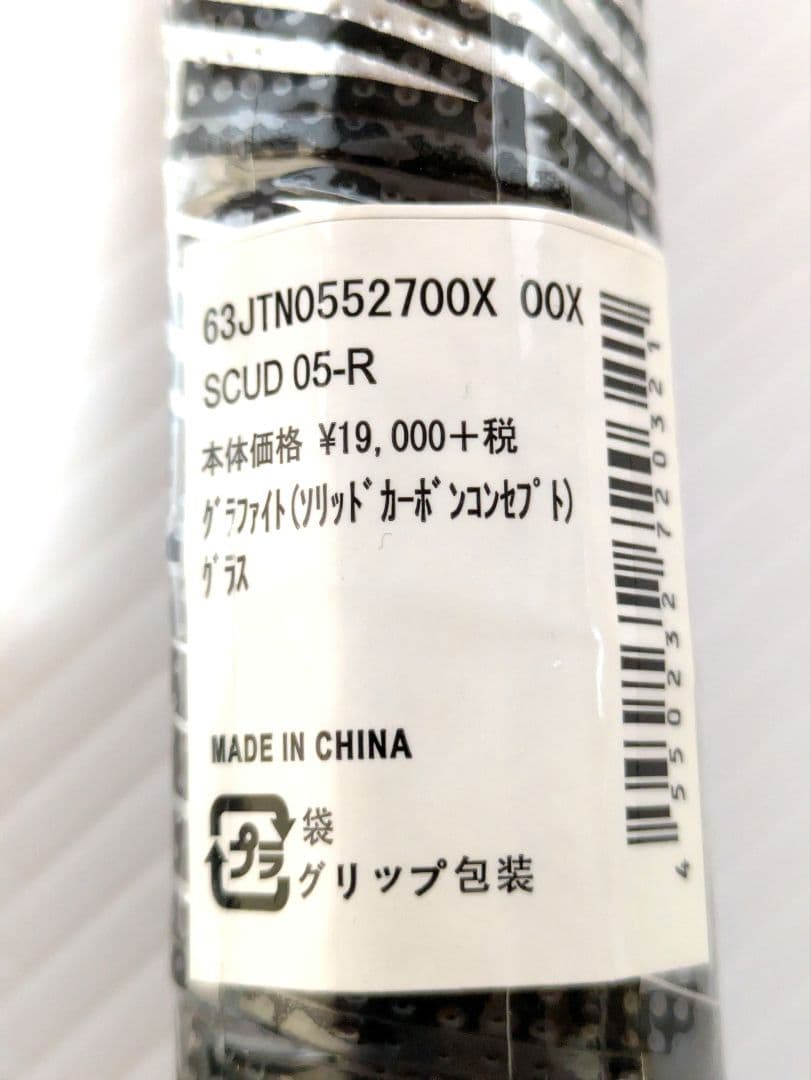 63JTN0552700X 00X
SCUD 05-R
本体価格 ¥19,000+税
ｸﾞﾗﾌｧｲﾄ(ｿﾘｯﾄﾞｶｰﾎﾞﾝｺﾝｾﾌﾟﾄ)
ｸﾞﾗｽ
MADE IN CHINA
プラ
袋
グリップ包装
4550232720321